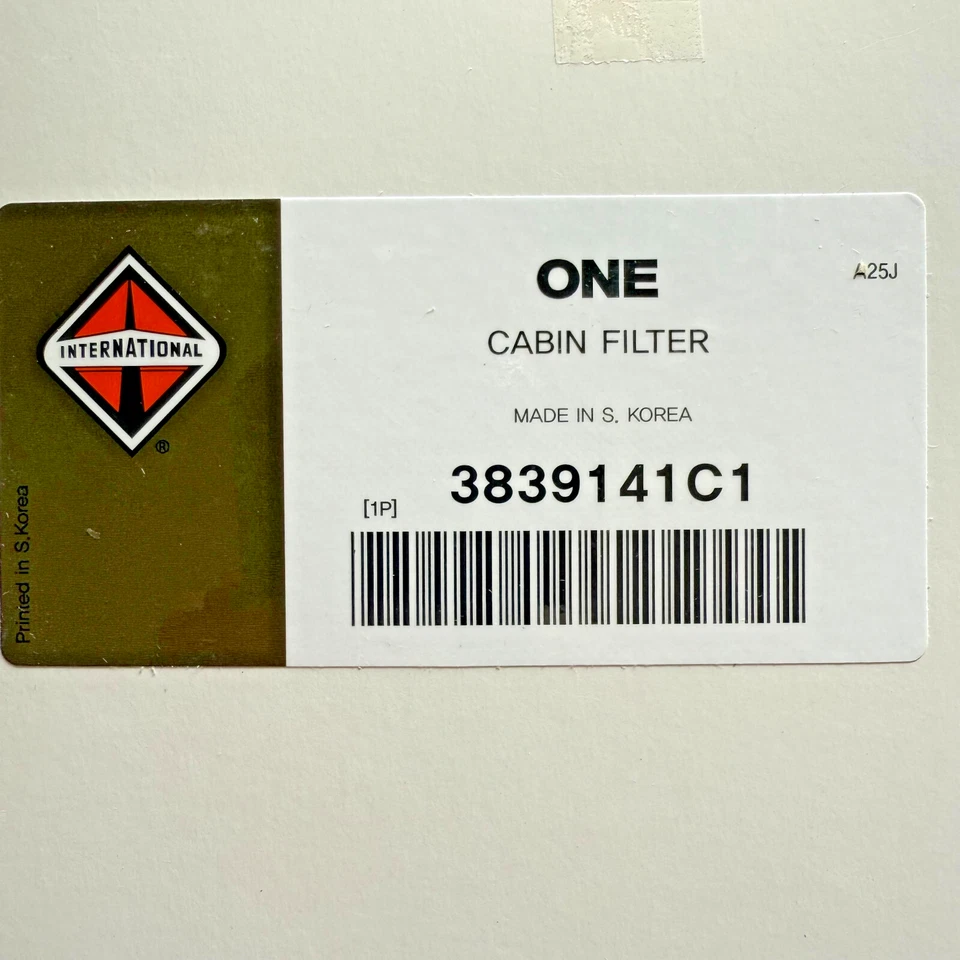 INTERNATIONAL
®
Printed in S.Korea
ONE
A25J
CABIN FILTER
MADE IN S. KOREA
3839141C1
[1P]